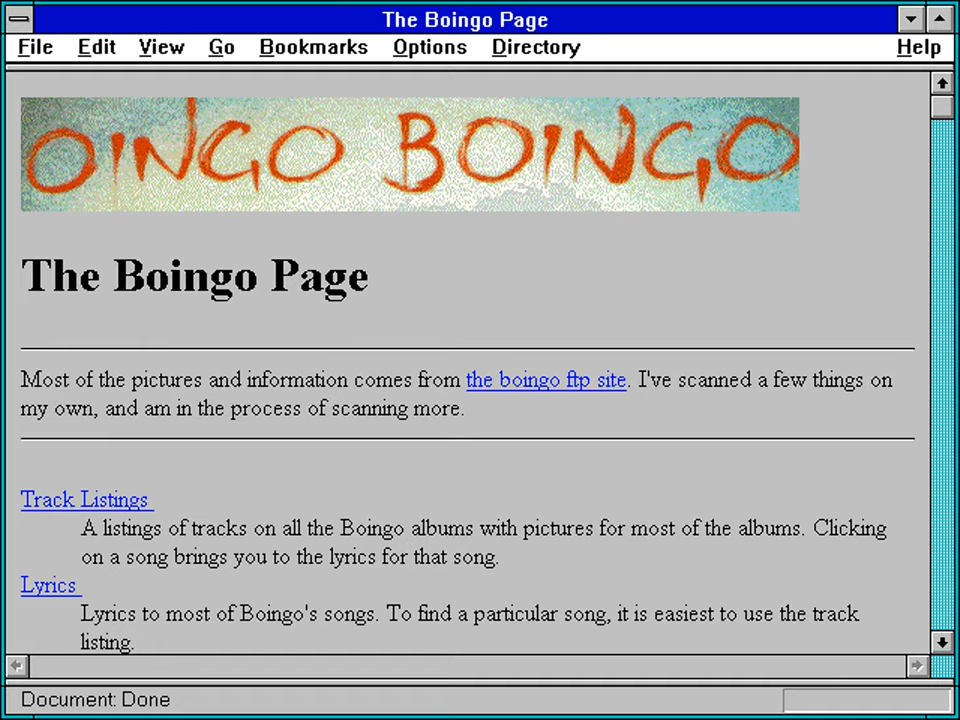 The Boingo Page
File Edit View Go Bookmarks Options Directory Help
OINGO BOINGO
The Boingo Page
Most of the pictures and information comes from the boingo ftp site. I've scanned a few things on
my own, and am in the process of scanning more.
Track Listings
A listings of tracks on all the Boingo albums with pictures for most of the albums. Clicking
on a song brings you to the lyrics for that song.
Lyrics
Lyrics to most of Boingo's songs. To find a particular song, it is easiest to use the track
listing.
Document: Done